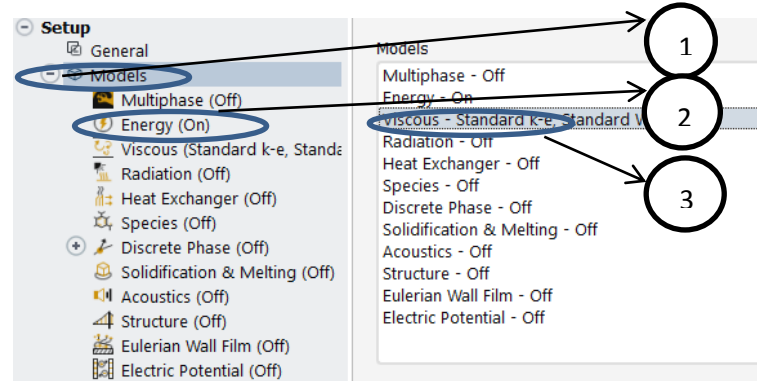 Setup
General
Models
Multiphase (Off)
Energy (On)
Viscous (Standard k-e, Standa
Radiation (Off)
Heat Exchanger (Off)
Species (Off)
Discrete Phase (Off)
Solidification & Melting (Off)
Acoustics (Off)
Structure (Off)
Eulerian Wall Film (Off)
Electric Potential (Off)
Models
Multiphase - Off
Energy - On
Viscous - Standard k-e, Standard W
Radiation - Off
Heat Exchanger - Off
Species - Off
Discrete Phase - Off
Solidification & Melting - Off
Acoustics - Off
Structure - Off
Eulerian Wall Film - Off
Electric Potential - Off
1
2
3